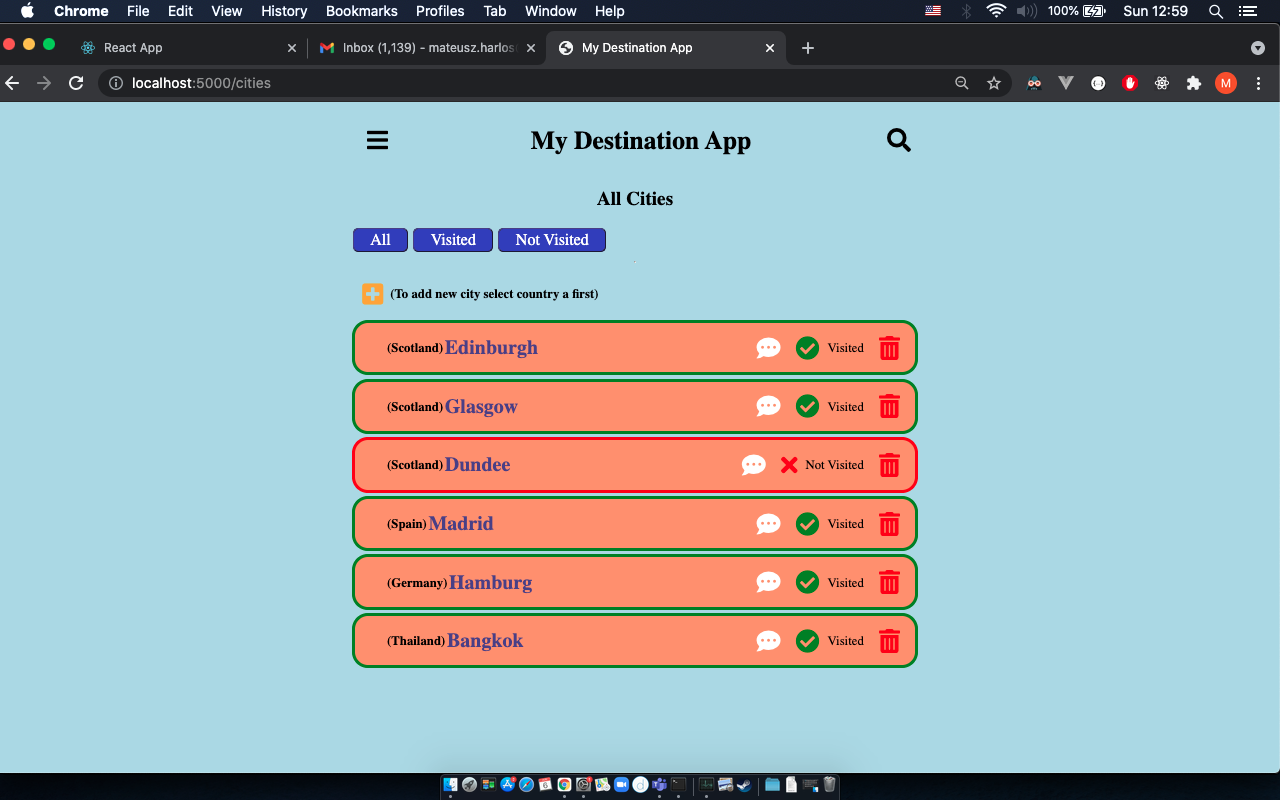 Chrome File Edit View History Bookmarks Profiles Tab Window Help 100% Sun 12:59
React App Inbox (1,139) - mateusz.harlos My Destination App
localhost:5000/cities M
My Destination App
All Cities
All Visited Not Visited
(To add new city select country a first)
(Scotland) Edinburgh Visited
(Scotland) Glasgow Visited
(Scotland) Dundee Not Visited
(Spain) Madrid Visited
(Germany) Hamburg Visited
(Thailand) Bangkok Visited